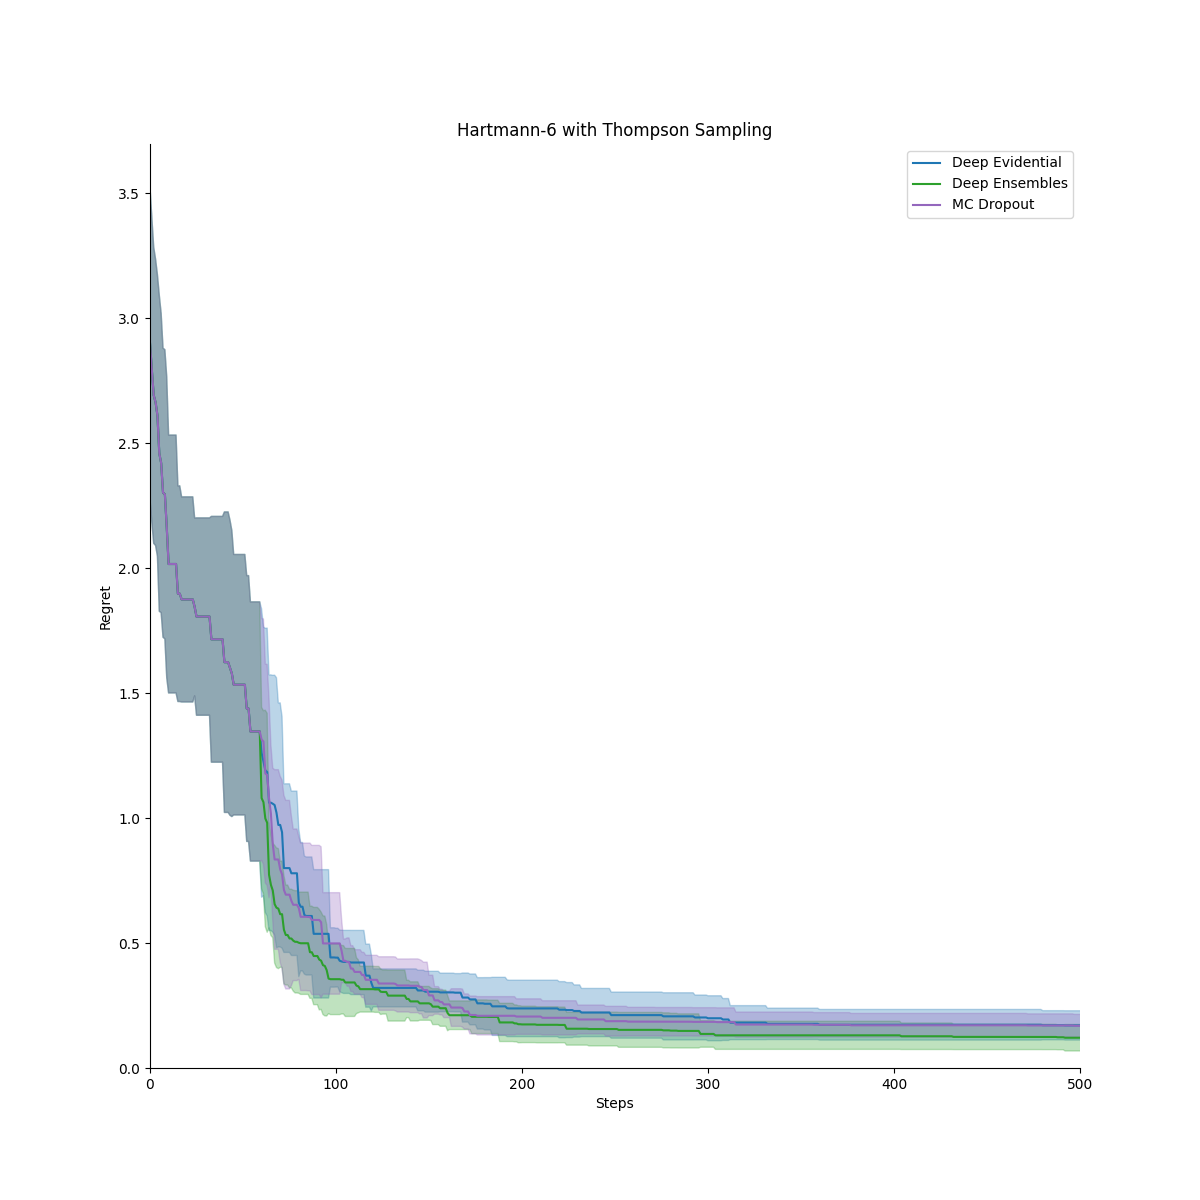 Hartmann-6 with Thompson Sampling
Deep Evidential
Deep Ensembles
MC Dropout
3.5
3.0
2.5
2.0
1.5
1.0
0.5
0.0
Regret
0 100 200 300 400 500
Steps